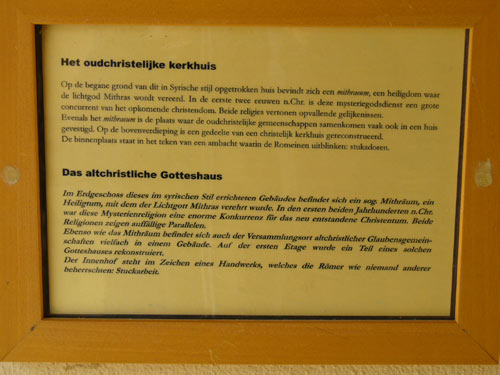 Het oudchristelijke kerkhuis
Op de begane grond van dit in Syrische stijl opgetrokken huis bevindt zich een mithraeum, een heiligdom waar
de lichtgod Mithras wordt vereerd. In de eerste twee eeuwen n.Chr. is deze mysteriegodsdienst een grote
concurrent van het opkomende christendom. Beide religies vertonen opvallende gelijkenissen.
Evenals het mithraeum is de plaats waar de oudchristelijke gemeenschappen samenkomen vaak ook in een huis
gevestigd. Op de bovenverdieping is een gedeelte van een christelijk kerkhuis gereconstrueerd.
De binnenplaats staat in het teken van een ambacht waarin de Romeinen uitblinken: stukadoren.
Das altchristliche Gotteshaus
Im Erdgeschoss dieses im syrischen Stil errichteten Gebäudes befindet sich ein sog. Mithräum, ein
Heiligtum, mit dem der Lichtgott Mithras verehrt wurde. In den ersten beiden Jahrhunderten n.Chr.
war diese Mysterienreligion eine enorme Konkurrenz für das neu entstandene Christentum. Beide
Religionen zeigen auffällige Parallelen.
Ebenso wie das Mithräum befindet sich auch der Versammlungsort altchristlicher Glaubensgemein-
schaften vielfach in einem Gebäude. Auf der ersten Etage wurde ein Teil eines solchen
Gotteshauses rekonstruiert.
Der Innenhof steht im Zeichen eines Handwerks, welches die Römer wie niemand anderer
beherrschten: Stuckarbeit.